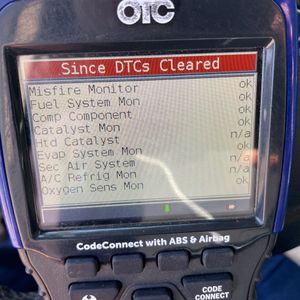 OTC
Since DTCs Cleared
Misfire Monitor ok
Fuel System Mon ok
Comp Component ok
Catalyst Mon ok
Htd Catalyst n/a
Evap System Mon ok
Sec Air System n/a
A/C Refrig Mon n/a
Oxygen Sens Mon ok
CodeConnect with ABS & Airbag
CODE
CONNECT